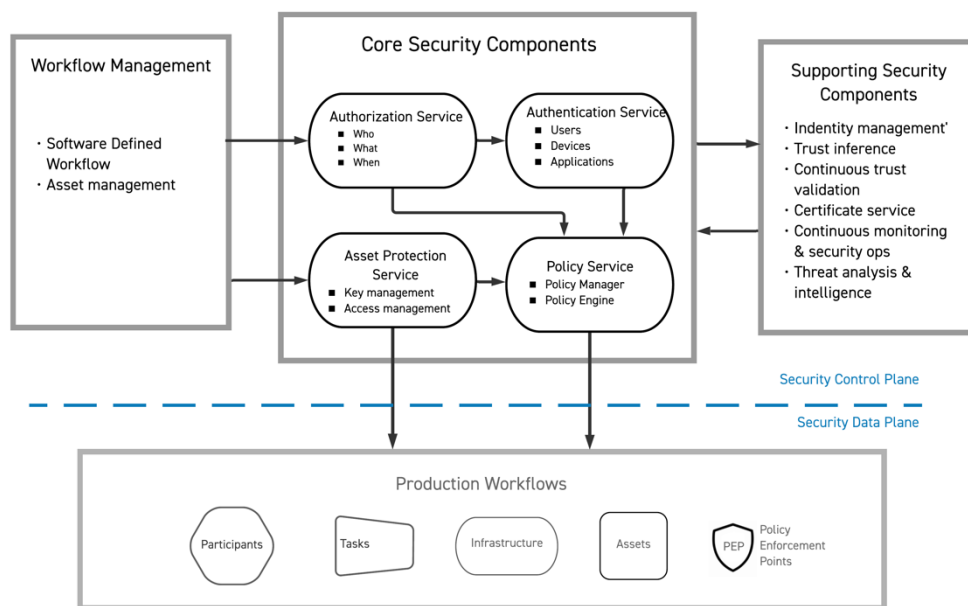 Core Security Components
Workflow Management
· Software Defined
Workflow
· Asset management
Authorization Service
■ Who
■ What
■ When
Authentication Service
■ Users
■ Devices
■ Applications
Asset Protection
Service
■ Key management
■ Access management
Policy Service
■ Policy Manager
■ Policy Engine
Supporting Security
Components
· Indentity management*
· Trust inference
· Continuous trust
validation
· Certificate service
· Continuous monitoring
& security ops
· Threat analysis &
intelligence
Security Control Plane
Security Data Plane
Production Workflows
Participants
Tasks
Infrastructure
Assets
PEP
Policy
Enforcement
Points